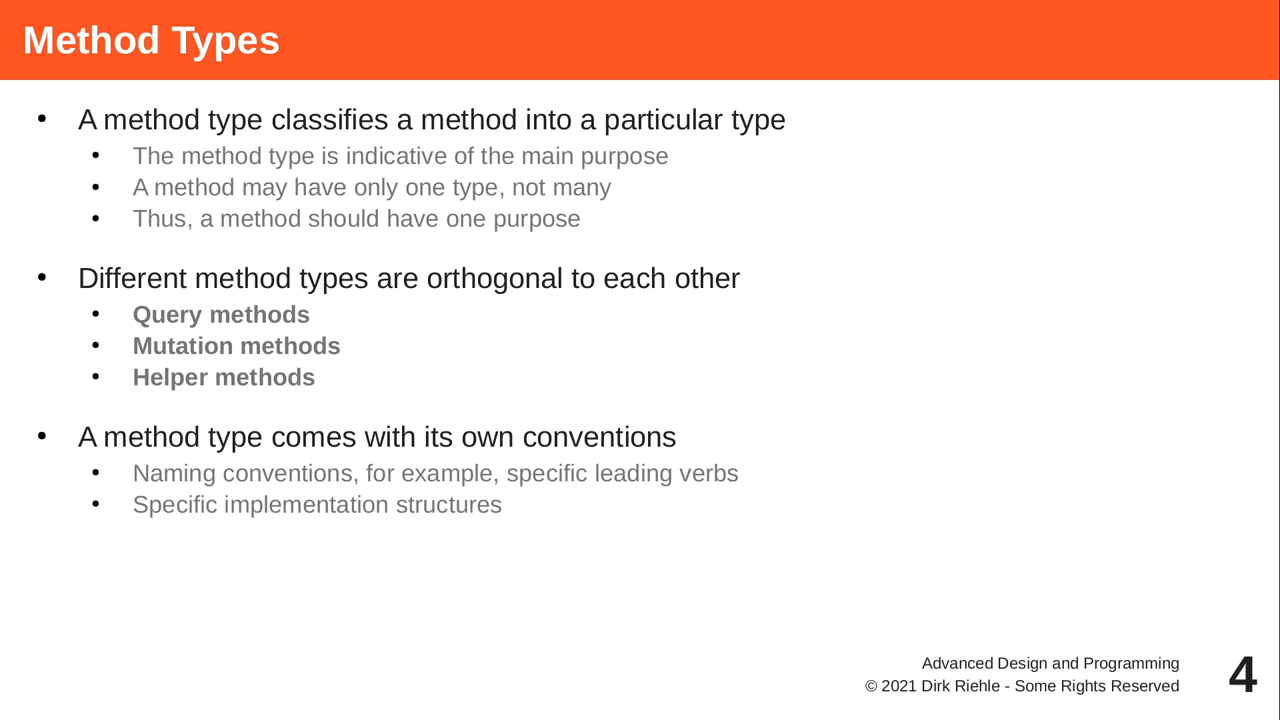 Method Types
• A method type classifies a method into a particular type
• The method type is indicative of the main purpose
• A method may have only one type, not many
• Thus, a method should have one purpose
• Different method types are orthogonal to each other
• Query methods
• Mutation methods
• Helper methods
• A method type comes with its own conventions
• Naming conventions, for example, specific leading verbs
• Specific implementation structures
Advanced Design and Programming
© 2021 Dirk Riehle - Some Rights Reserved
4